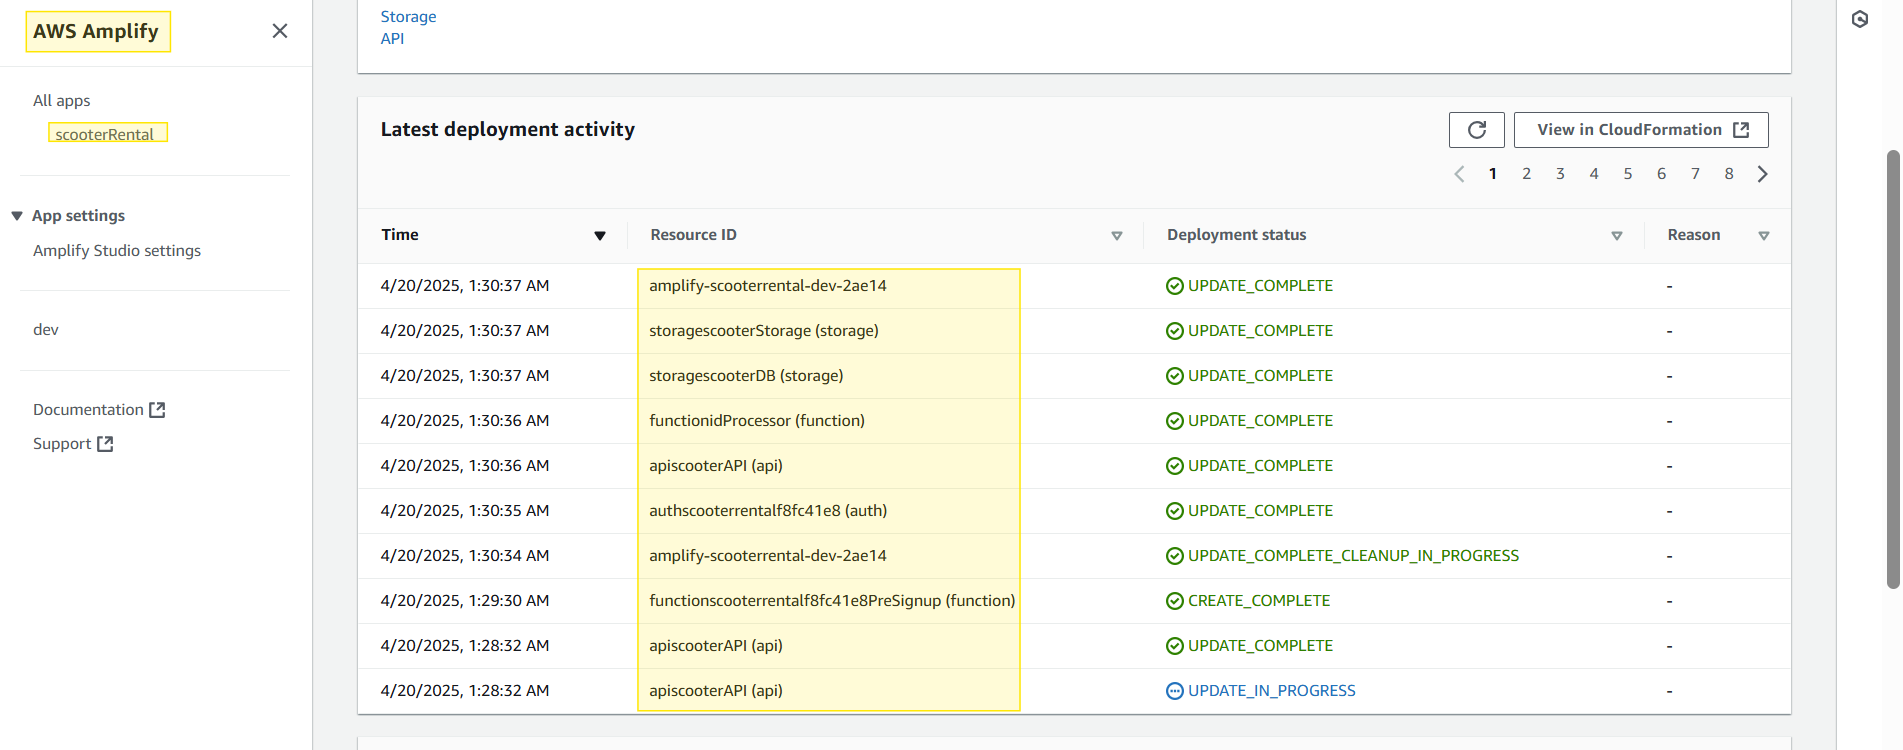 AWS Amplify
All apps
scooterRental
App settings
Amplify Studio settings
dev
Documentation
Support
Storage
API
Latest deployment activity
View in CloudFormation
1 2 3 4 5 6 7 8
Time Resource ID Deployment status Reason
4/20/2025, 1:30:37 AM amplify-scooterrental-dev-2ae14 UPDATE_COMPLETE -
4/20/2025, 1:30:37 AM storagescooterStorage (storage) UPDATE_COMPLETE -
4/20/2025, 1:30:37 AM storagescooterDB (storage) UPDATE_COMPLETE -
4/20/2025, 1:30:36 AM functionidProcessor (function) UPDATE_COMPLETE -
4/20/2025, 1:30:36 AM apiscooterAPI (api) UPDATE_COMPLETE -
4/20/2025, 1:30:35 AM authscooterrentalf8fc41e8 (auth) UPDATE_COMPLETE -
4/20/2025, 1:30:34 AM amplify-scooterrental-dev-2ae14 UPDATE_COMPLETE_CLEANUP_IN_PROGRESS -
4/20/2025, 1:29:30 AM functionscooterrentalf8fc41e8PreSignup (function) CREATE_COMPLETE -
4/20/2025, 1:28:32 AM apiscooterAPI (api) UPDATE_COMPLETE -
4/20/2025, 1:28:32 AM apiscooterAPI (api) UPDATE_IN_PROGRESS -